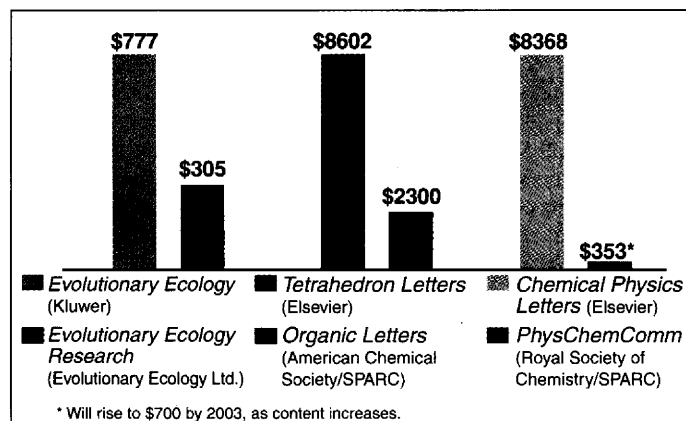 $777
$8602
$8368
$305
$2300
$353*
Evolutionary Ecology
(Kluwer)
Tetrahedron Letters
(Elsevier)
Chemical Physics
Letters (Elsevier)
Evolutionary Ecology
Research
(Evolutionary Ecology Ltd.)
Organic Letters
(American Chemical
Society/SPARC)
PhysChemComm
(Royal Society of
Chemistry/SPARC)
* Will rise to $700 by 2003, as content increases.